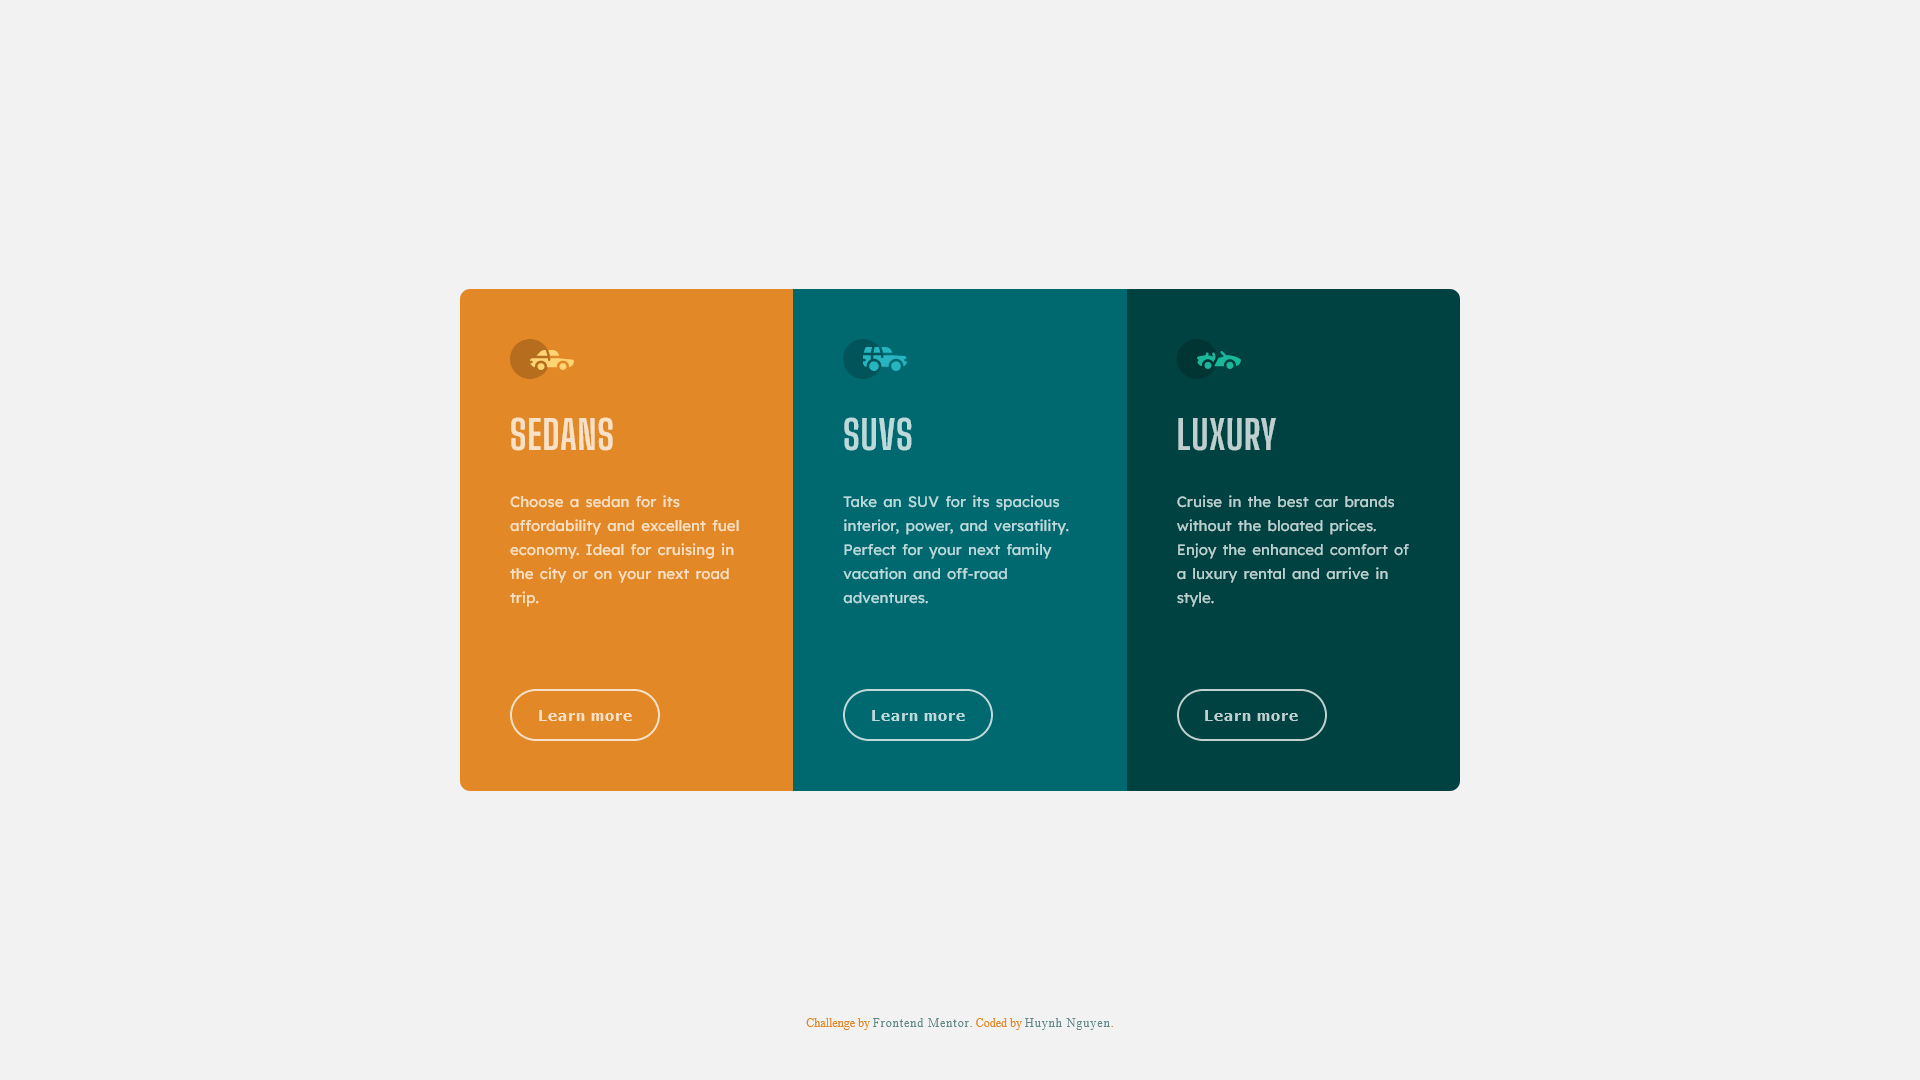 SEDANS
Choose a sedan for its
affordability and excellent fuel
economy. Ideal for cruising in
the city or on your next road
trip.
Learn more
SUVS
Take an SUV for its spacious
interior, power, and versatility.
Perfect for your next family
vacation and off-road
adventures.
Learn more
LUXURY
Cruise in the best car brands
without the bloated prices.
Enjoy the enhanced comfort of
a luxury rental and arrive in
style.
Learn more
Challenge by Frontend Mentor. Coded by Huynh Nguyen.